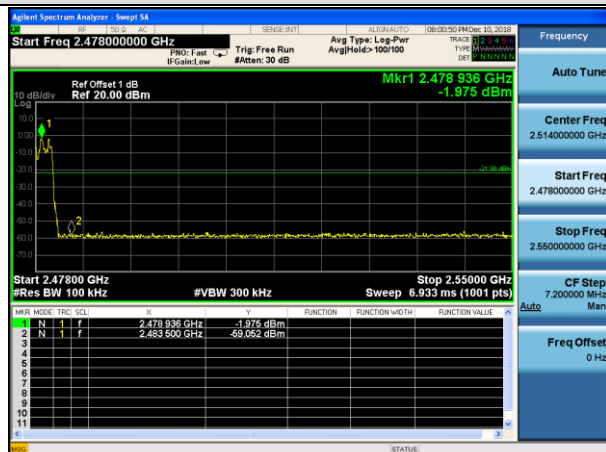 Agilent Spectrum Analyzer - Swept SA
RF 50 Ω AC SENSE:INT ALIGNAUTO 08:00:50 PM Dec 10, 2018
Start Freq 2.478000000 GHz
PNO: Fast
IFGain:Low
Trig: Free Run
#Atten: 30 dB
Avg Type: Log-Pwr
Avg|Hold:> 100/100
TRACE 1 2 3 4 5 6
TYPE M
DET P N N N N N
Ref Offset 1 dB
10 dB/div Ref 20.00 dBm
Log
Mkr1 2.478 936 GHz
-1.975 dBm
10.0
0.00
-10.0
-20.0
-30.0
-40.0
-50.0
-60.0
-70.0
1
2
Start 2.47800 GHz Stop 2.55000 GHz
#Res BW 100 kHz #VBW 300 kHz Sweep 6.933 ms (1001 pts)
MKR MODE TRC SCL X Y FUNCTION FUNCTION WIDTH FUNCTION VALUE
1 N 1 f 2.478 936 GHz -1.975 dBm
2 N 1 f 2.483 500 GHz -59.052 dBm
3
4
5
6
7
8
9
10
11
MSG STATUS
Frequency
Auto Tune
Center Freq
2.514000000 GHz
Start Freq
2.478000000 GHz
Stop Freq
2.550000000 GHz
CF Step
7.200000 MHz
Auto Man
Freq Offset
0 Hz